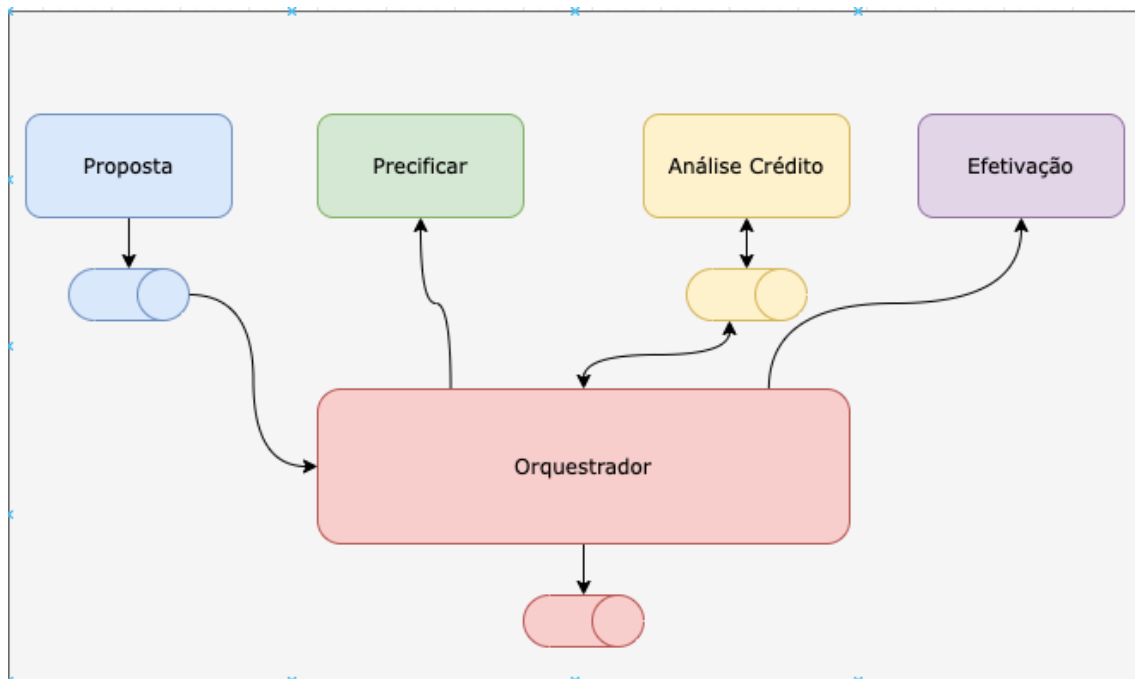 Proposta
Precificar
Análise Crédito
Efetivação
Orquestrador